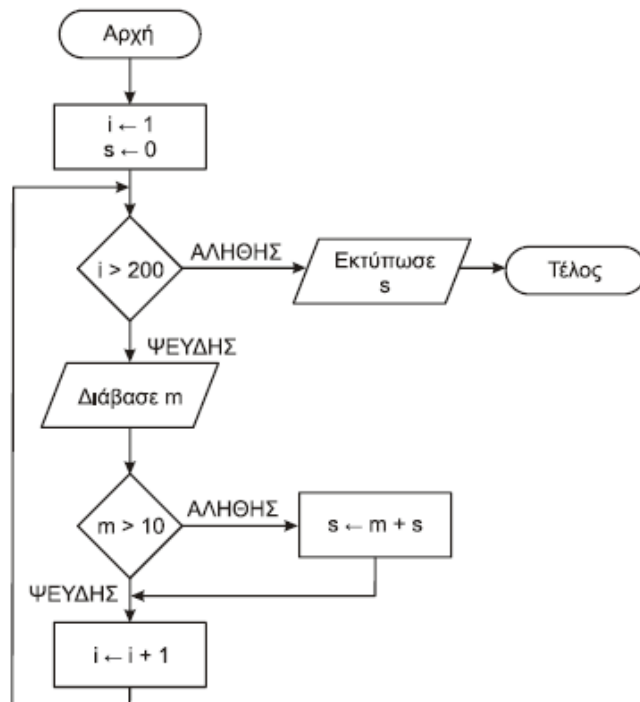 Αρχή
i ← 1
s ← 0
i > 200
ΑΛΗΘΗΣ
Εκτύπωσε
s
Τέλος
ΨΕΥΔΗΣ
Διάβασε m
m > 10
ΑΛΗΘΗΣ
s ← m + s
ΨΕΥΔΗΣ
i ← i + 1